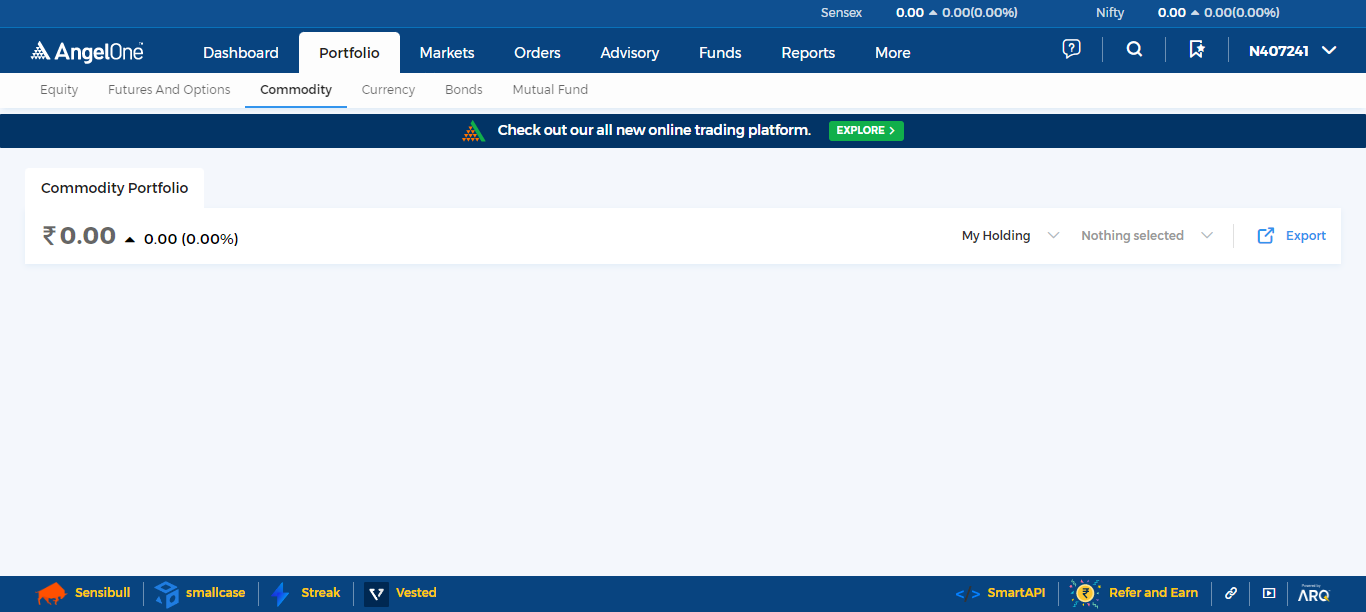 Sensex 0.00 0.00(0.00%) Nifty 0.00 0.00(0.00%)
AngelOne Dashboard Portfolio Markets Orders Advisory Funds Reports More N407241
Equity Futures And Options Commodity Currency Bonds Mutual Fund
Check out our all new online trading platform. EXPLORE >
Commodity Portfolio
₹0.00 0.00 (0.00%) My Holding Nothing selected Export
Sensibull smallcase Streak Vested < > SmartAPI ₹ Refer and Earn Powered by ARQ